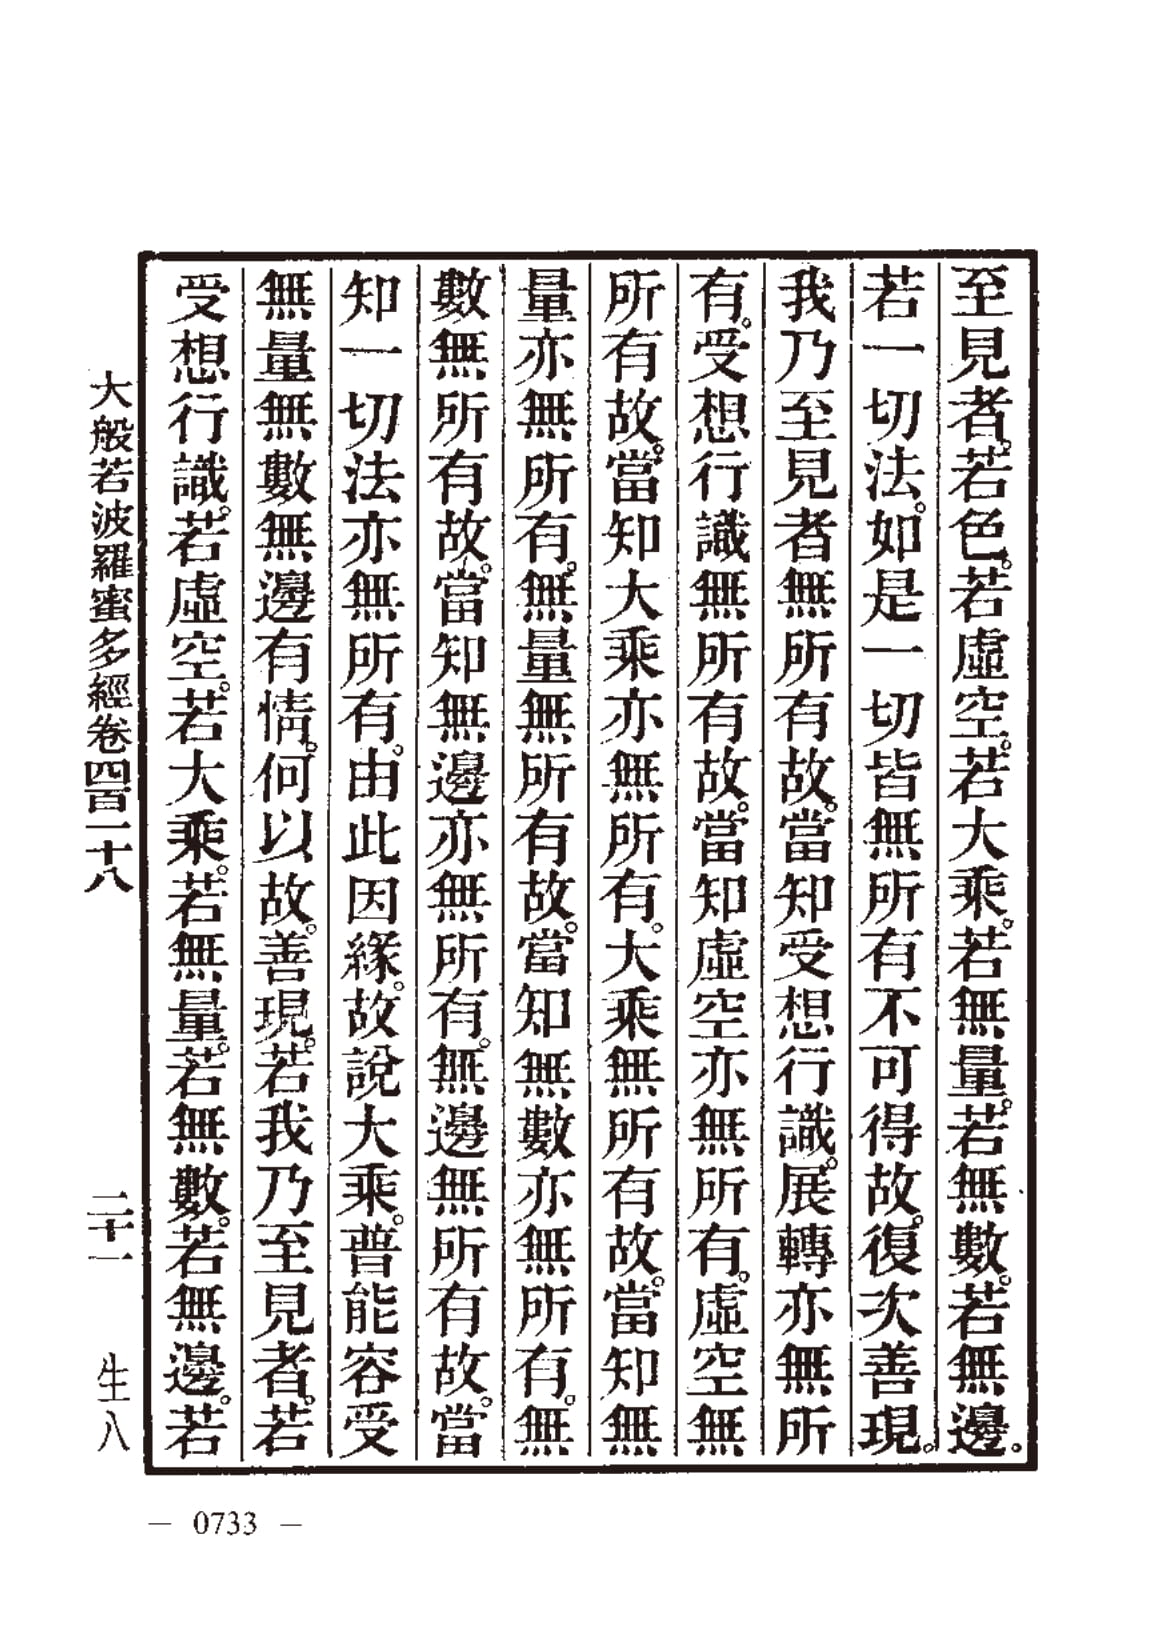 至見者。若色。若虛空。若大乘。若無量。若無數。若無邊。
若一切法。如是一切皆無所有不可得故。復次善現。
我乃至見者無所有故。當知受想行識。展轉亦無所
有。受想行識無所有故。當知虛空亦無所有。虛空無
所有故。當知大乘亦無所有。大乘無所有故。當知無
量亦無所有。無量無所有故。當知無數亦無所有。無
數無所有故。當知無邊亦無所有。無邊無所有故。當
知一切法亦無所有。由此因緣。故說大乘。普能容受
無量無數無邊有情。何以故。善現。若我乃至見者。若
受想行識。若虛空。若大乘。若無量。若無數。若無邊。若
大般若波羅蜜多經卷四百一十八 二十一 生八
— 0733 —